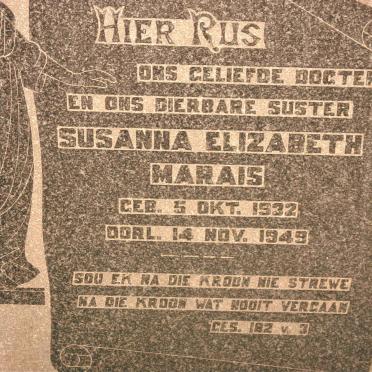 HIER RUS
ONS GELIEFDE DOGTER
EN ONS DIERBARE SUSTER
SUSANNA ELIZABETH
MARAIS
GEB. 5 OKT. 1932
OORL. 14 NOV. 1949
SOU EK NA DIE KROON NIE STREWE
NA DIE KROON WAT NOOIT VERGAAN
GES. 182 v. 3